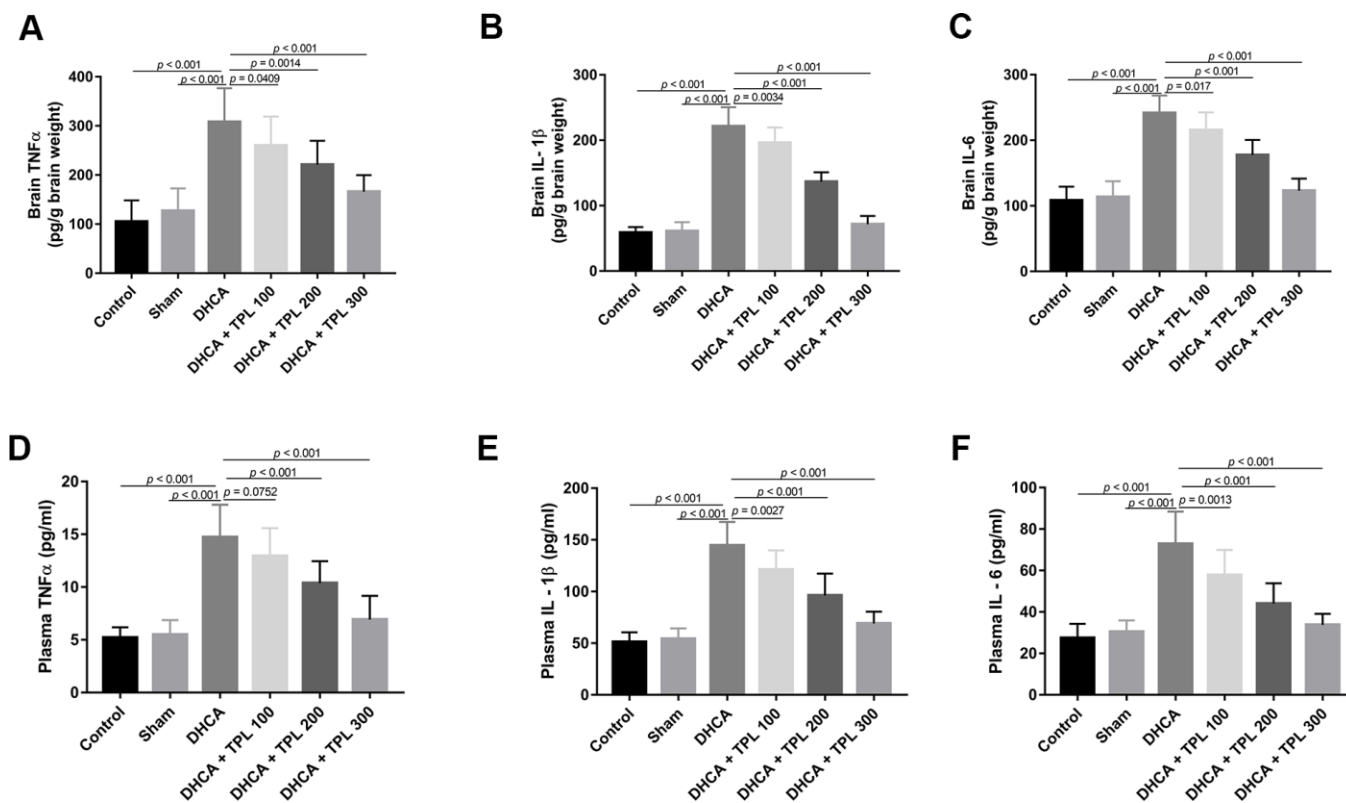 A
p < 0.001
p < 0.001
p = 0.0014
p < 0.001
p = 0.0409
Brain TNFα
(pg/g brain weight)
400
300
200
100
0
Control
Sham
DHCA
DHCA + TPL 100
DHCA + TPL 200
DHCA + TPL 300
B
p < 0.001
p < 0.001
p < 0.001
p < 0.001
p = 0.0034
Brain IL- 1β
(pg/g brain weight)
300
200
100
0
Control
Sham
DHCA
DHCA + TPL 100
DHCA + TPL 200
DHCA + TPL 300
C
p < 0.001
p < 0.001
p < 0.001
p < 0.001
p = 0.017
Brain IL-6
(pg/g brain weight)
300
200
100
0
Control
Sham
DHCA
DHCA + TPL 100
DHCA + TPL 200
DHCA + TPL 300
D
p < 0.001
p < 0.001
p < 0.001
p < 0.001
p = 0.0752
Plasma TNFα (pg/ml)
20
15
10
5
0
Control
Sham
DHCA
DHCA + TPL 100
DHCA + TPL 200
DHCA + TPL 300
E
p < 0.001
p < 0.001
p < 0.001
p < 0.001
p = 0.0027
Plasma IL - 1β (pg/ml)
200
150
100
50
0
Control
Sham
DHCA
DHCA + TPL 100
DHCA + TPL 200
DHCA + TPL 300
F
p < 0.001
p < 0.001
p < 0.001
p < 0.001
p = 0.0013
Plasma IL - 6 (pg/ml)
100
80
60
40
20
0
Control
Sham
DHCA
DHCA + TPL 100
DHCA + TPL 200
DHCA + TPL 300